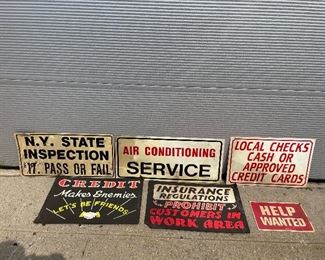 N.Y. STATE
INSPECTION
PASS OR FAIL
AIR CONDITIONING
SERVICE
LOCAL CHECKS
CASH OR
APPROVED
CREDIT CARDS
CREDIT
Makes Enemies
LET'S BE FRIENDS
INSURANCE
REGULATIONS
PROHIBIT
CUSTOMERS IN
WORK AREA
HELP
WANTED